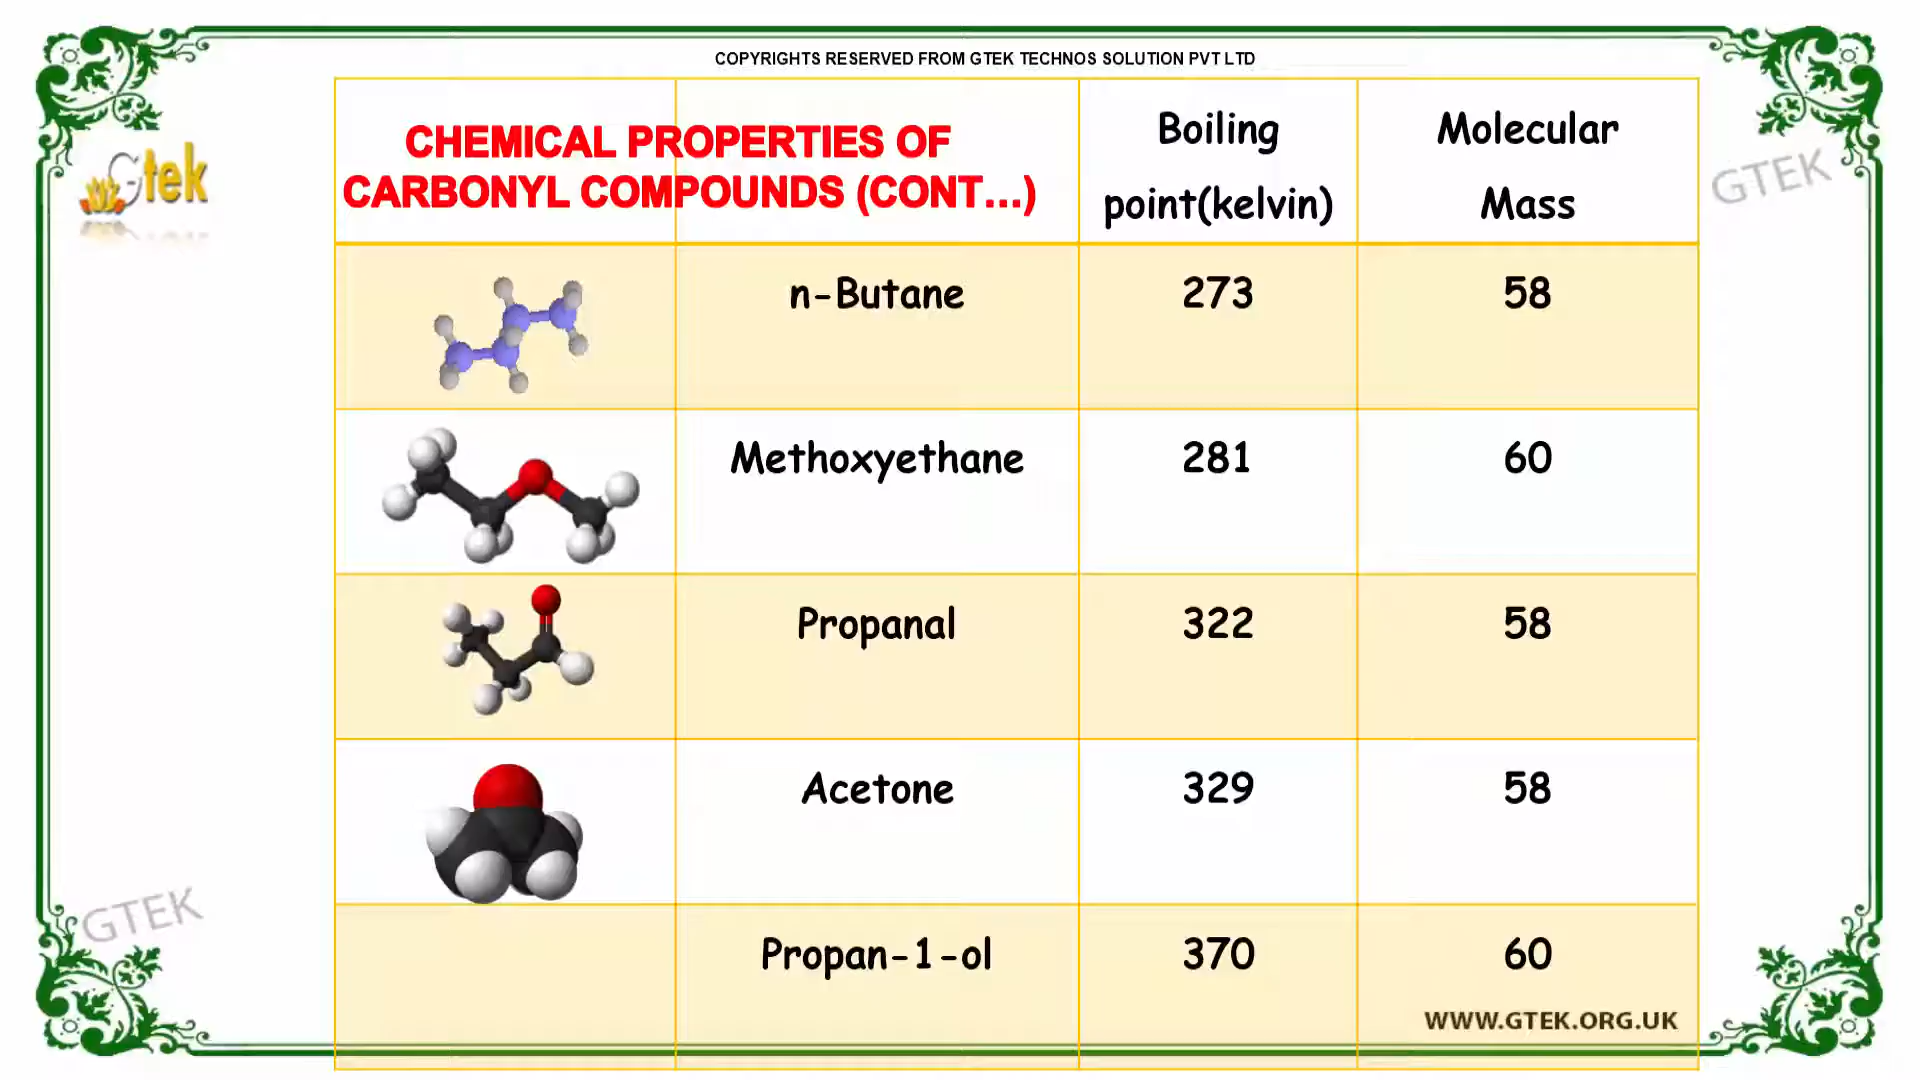 COPYRIGHTS RESERVED FROM GTEK TECHNOS SOLUTION PVT LTD
CHEMICAL PROPERTIES OF
CARBONYL COMPOUNDS (CONT...)
Boiling
point(kelvin)
Molecular
Mass
Gtek
GTEK
n-Butane 273 58
Methoxyethane 281 60
Propanal 322 58
Acetone 329 58
GTEK
Propan-1-ol 370 60
WWW.GTEK.ORG.UK